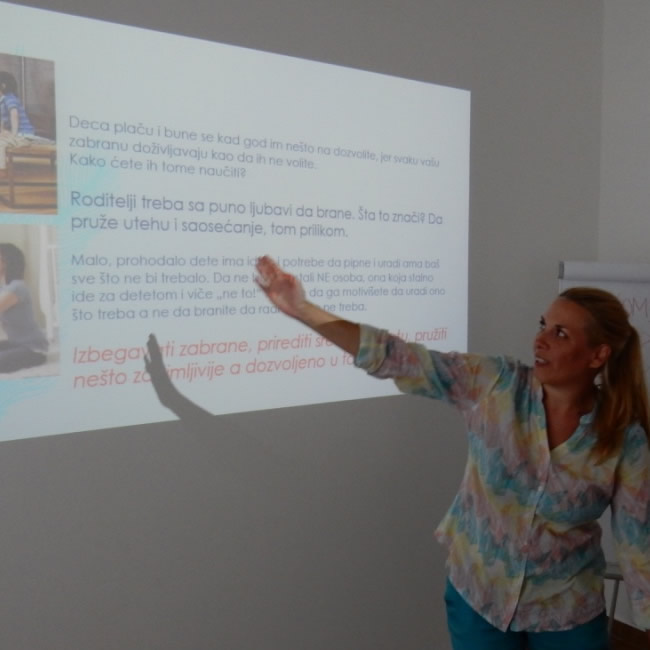 Deca plaču i bune se kad god im nešto na dozvolite, jer svaku vašu
zabranu doživljavaju kao da ih ne volite.
Kako ćete ih tome naučiti?
Roditelji treba sa puno ljubavi da brane. Šta to znači? Da
pruže utehu i saosećanje, tom prilikom.
Malo, prohodalo dete ima i potrebe da pipne i uradi ama baš
sve što ne bi trebalo. Da ne NE osoba, ona koja stalno
ide za detetom i viče „ne to!" da ga motivišete da uradi ono
što treba a ne da branite da ne treba.
zabrane, prirediti pružiti
nešto a dozvoljeno u